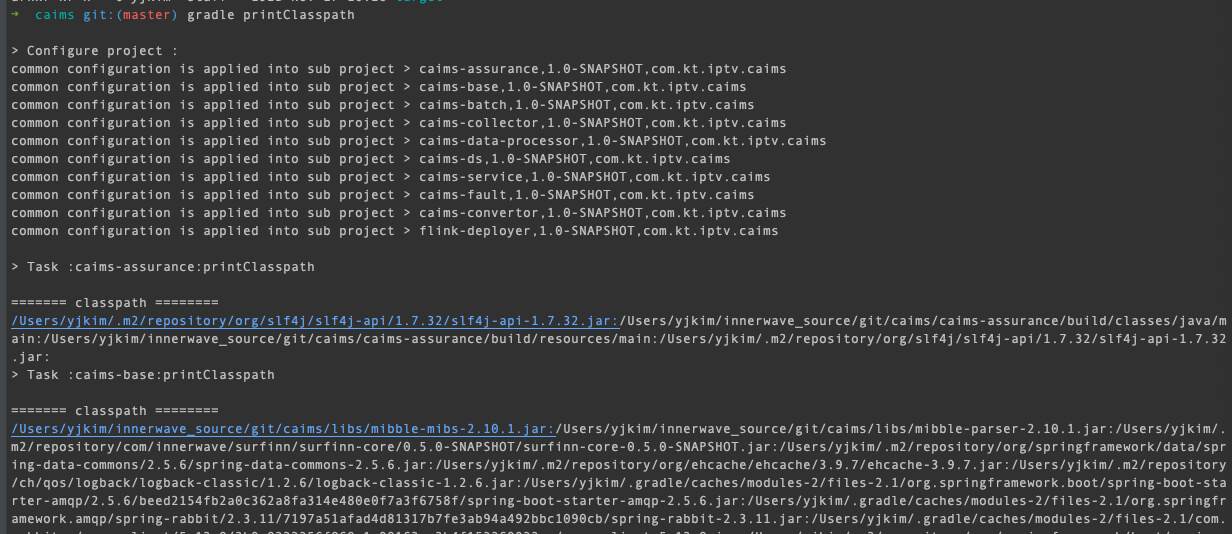 ➜ caims git:(master) gradle printClasspath
> Configure project :
common configuration is applied into sub project > caims-assurance,1.0-SNAPSHOT,com.kt.iptv.caims
common configuration is applied into sub project > caims-base,1.0-SNAPSHOT,com.kt.iptv.caims
common configuration is applied into sub project > caims-batch,1.0-SNAPSHOT,com.kt.iptv.caims
common configuration is applied into sub project > caims-collector,1.0-SNAPSHOT,com.kt.iptv.caims
common configuration is applied into sub project > caims-data-processor,1.0-SNAPSHOT,com.kt.iptv.caims
common configuration is applied into sub project > caims-ds,1.0-SNAPSHOT,com.kt.iptv.caims
common configuration is applied into sub project > caims-service,1.0-SNAPSHOT,com.kt.iptv.caims
common configuration is applied into sub project > caims-fault,1.0-SNAPSHOT,com.kt.iptv.caims
common configuration is applied into sub project > caims-convertor,1.0-SNAPSHOT,com.kt.iptv.caims
common configuration is applied into sub project > flink-deployer,1.0-SNAPSHOT,com.kt.iptv.caims
> Task :caims-assurance:printClasspath
======= classpath ========
/Users/yjkim/.m2/repository/org/slf4j/slf4j-api/1.7.32/slf4j-api-1.7.32.jar:/Users/yjkim/innerwave_source/git/caims/caims-assurance/build/classes/java/m
ain:/Users/yjkim/innerwave_source/git/caims/caims-assurance/build/resources/main:/Users/yjkim/.m2/repository/org/slf4j/slf4j-api/1.7.32/slf4j-api-1.7.32
.jar:
> Task :caims-base:printClasspath
======= classpath ========
/Users/yjkim/innerwave_source/git/caims/libs/mibble-mibs-2.10.1.jar:/Users/yjkim/innerwave_source/git/caims/libs/mibble-parser-2.10.1.jar:/Users/yjkim/.
m2/repository/com/innerwave/surfinn/surfinn-core/0.5.0-SNAPSHOT/surfinn-core-0.5.0-SNAPSHOT.jar:/Users/yjkim/.m2/repository/org/springframework/data/spr
ing-data-commons/2.5.6/spring-data-commons-2.5.6.jar:/Users/yjkim/.m2/repository/org/ehcache/ehcache/3.9.7/ehcache-3.9.7.jar:/Users/yjkim/.m2/repository
/ch/qos/logback/logback-classic/1.2.6/logback-classic-1.2.6.jar:/Users/yjkim/.gradle/caches/modules-2/files-2.1/org.springframework.boot/spring-boot-sta
rter-amqp/2.5.6/beed2154fb2a0c362a8fa314e480e0f7a3f6758f/spring-boot-starter-amqp-2.5.6.jar:/Users/yjkim/.gradle/caches/modules-2/files-2.1/org.springfr
amework.amqp/spring-rabbit/2.3.11/7197a51afad4d81317b7fe3ab94a492bbc1090cb/spring-rabbit-2.3.11.jar:/Users/yjkim/.gradle/caches/modules-2/files-2.1/com.